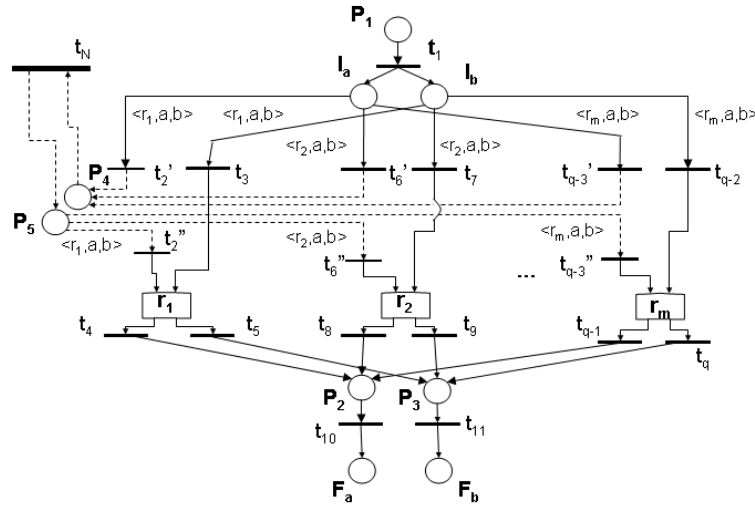 P1
tN
t1
Ia
Ib
<r1,a,b>
<r1,a,b>
<rm,a,b>
<rm,a,b>
<r2,a,b>
<r2,a,b>
P4
t2'
t3
t6'
t7
tq-3'
tq-2
P5
<r1,a,b>
t2"
<r2,a,b>
t6"
<rm,a,b>
tq-3"
...
r1
r2
rm
t4
t5
t8
t9
tq-1
tq
P2
P3
t10
t11
Fa
Fb